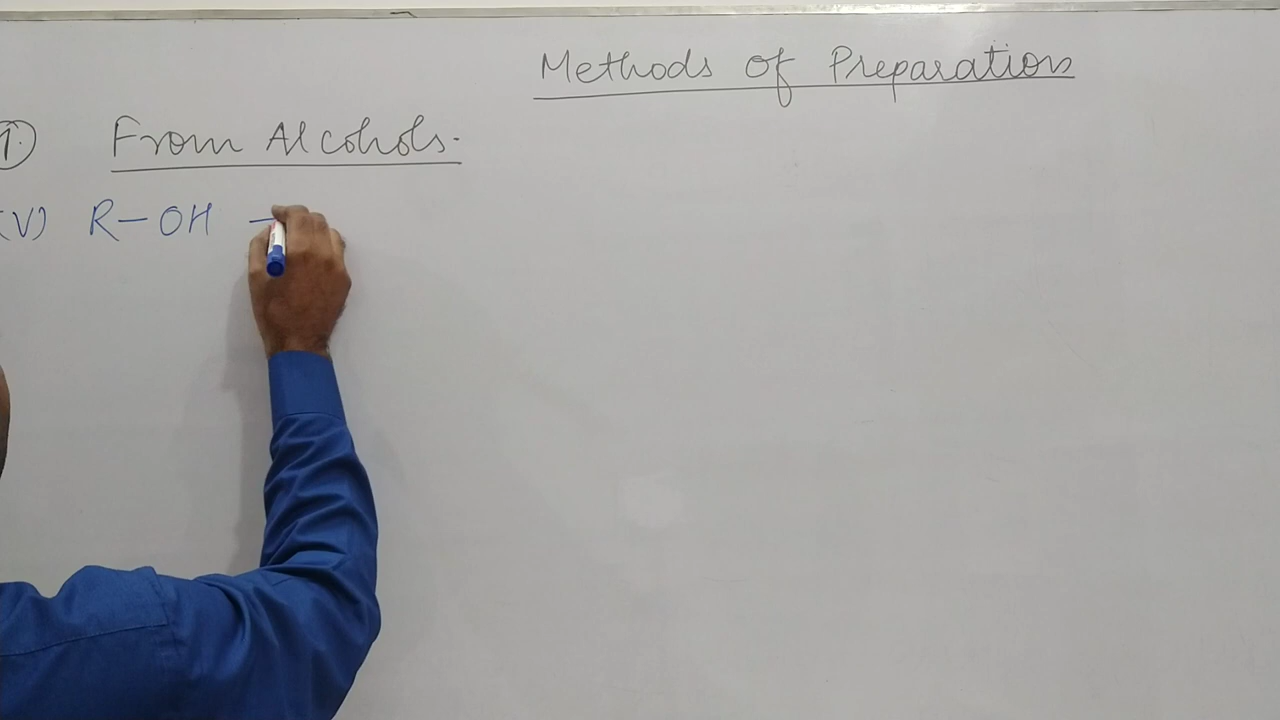 Methods of Preparation
1. From Alcohols.
(V) R-OH -